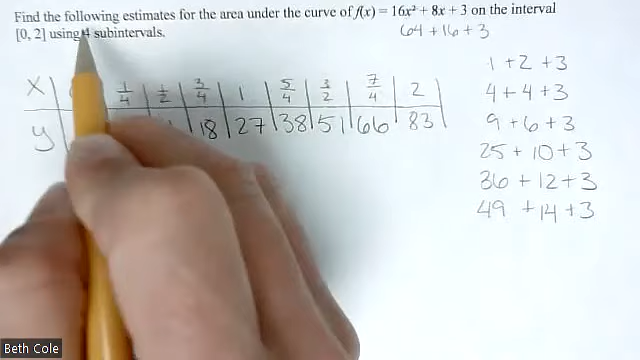 Find the following estimates for the area under the curve of f(x) = 16x² + 8x + 3 on the interval
[0, 2] using 4 subintervals.
64 + 16 + 3
x 1/4 1/2 3/4 1 5/4 3/2 7/4 2
y 18 27 38 51 66 83
1 + 2 + 3
4 + 4 + 3
9 + 6 + 3
25 + 10 + 3
36 + 12 + 3
49 + 14 + 3
Beth Cole